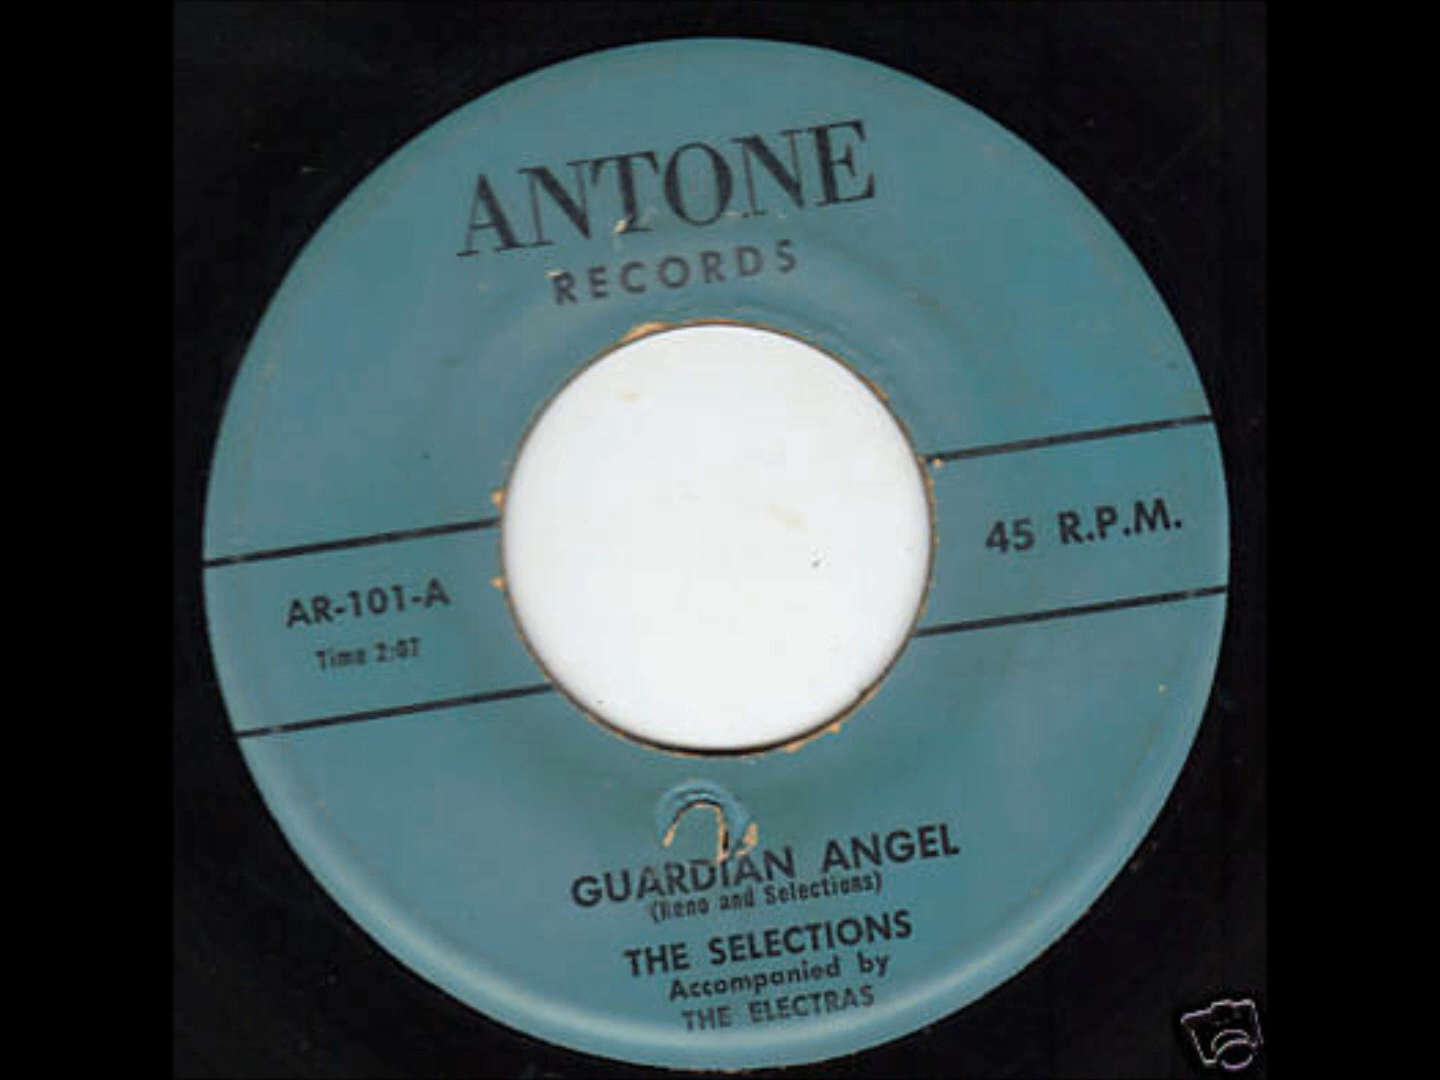 ANTONE
RECORDS
45 R.P.M.
AR-101-A
Time 2:07
GUARDIAN ANGEL
(Reno and Selections)
THE SELECTIONS
Accompanied by
THE ELECTRAS